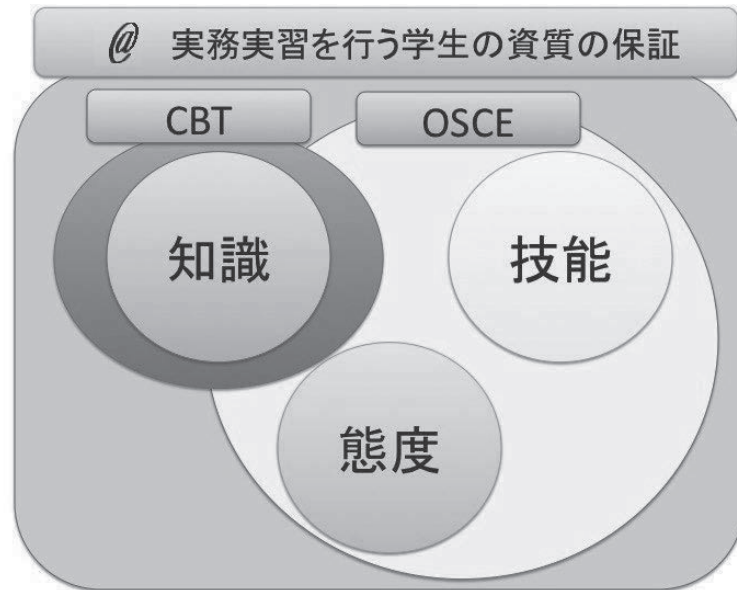 @ 実務実習を行う学生の資質の保証
CBT
OSCE
知識
技能
態度